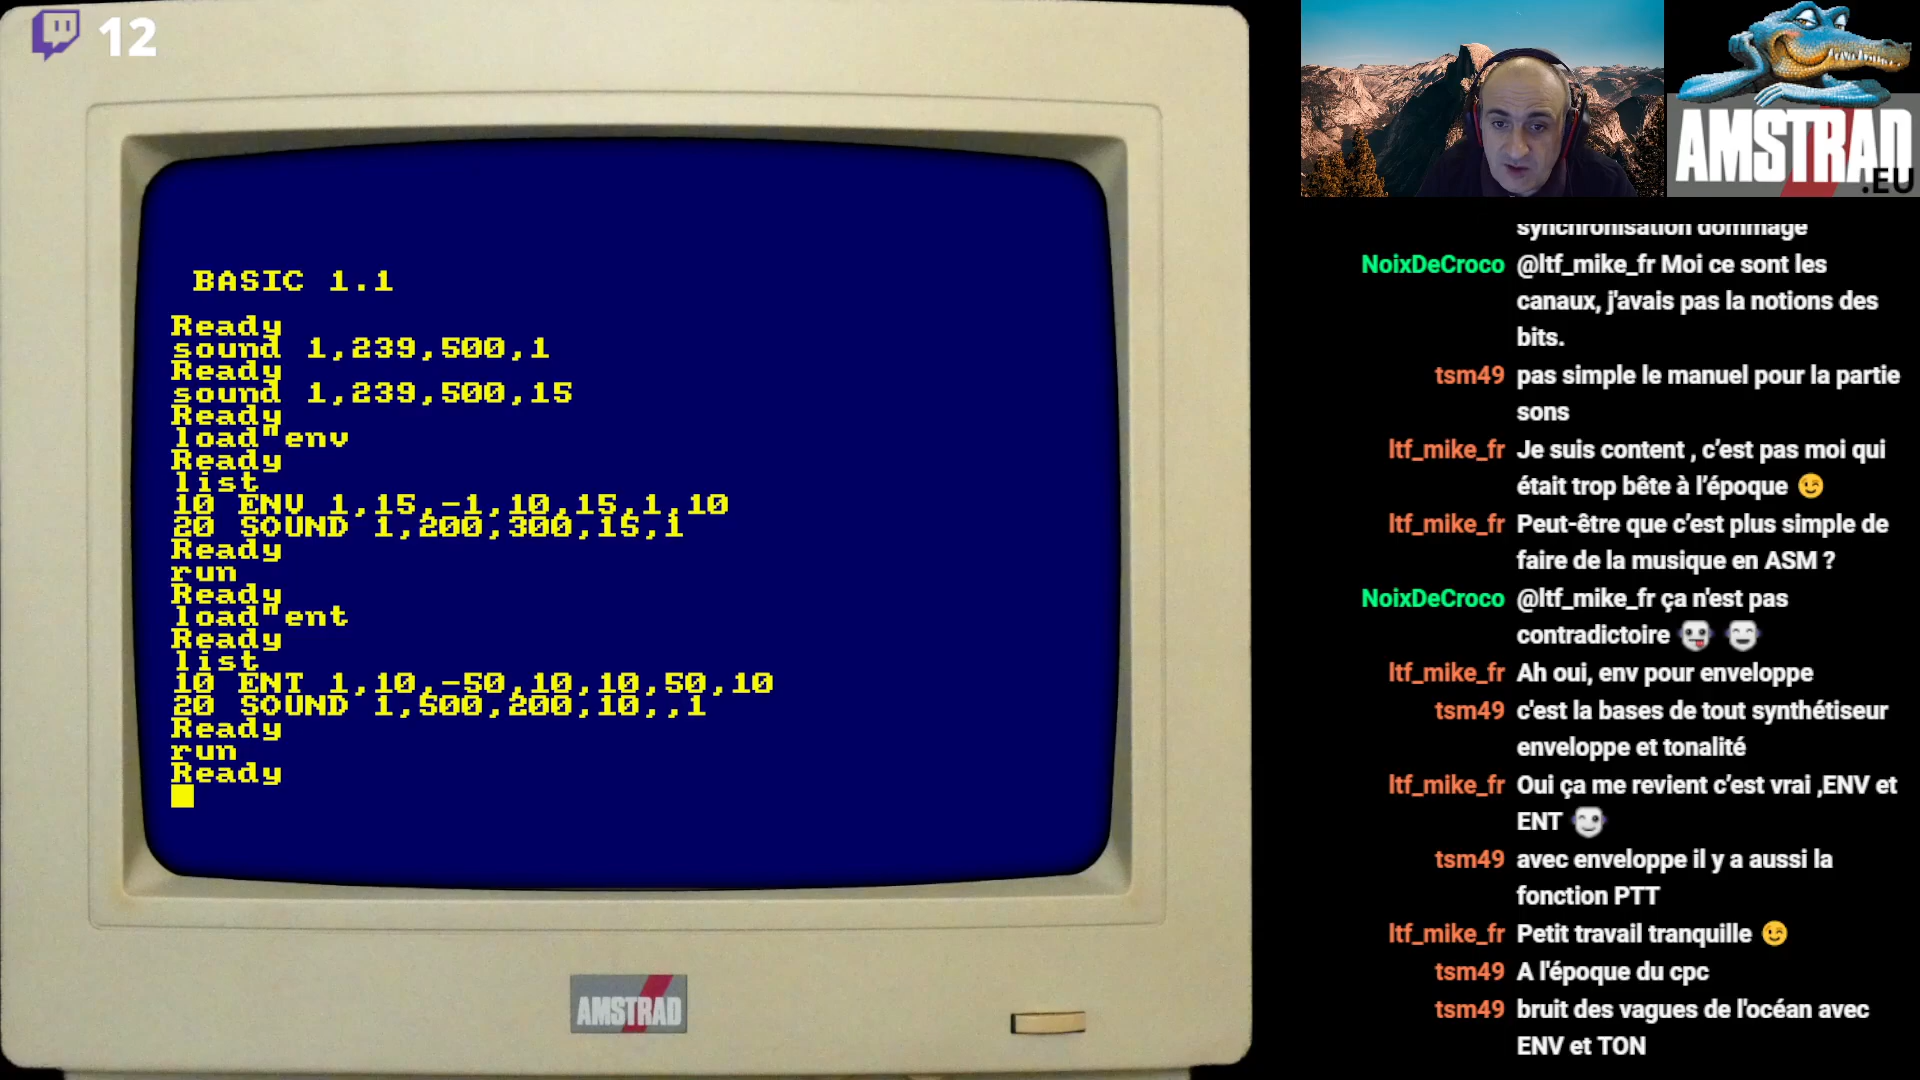 12
BASIC 1.1
Ready
sound 1,239,500,1
Ready
sound 1,239,500,15
Ready
load"env
Ready
list
10 ENV 1,15,-1,10,15,1,10
20 SOUND 1,200,300,15,1
Ready
run
Ready
load"ent
Ready
list
10 ENT 1,10,-50,10,10,50,10
20 SOUND 1,500,200,10,,1
Ready
run
Ready
AMSTRAD
AMSTRAD
.EU
synchronisation dommage
NoixDeCroco @ltf_mike_fr Moi ce sont les
canaux, j'avais pas la notions des
bits.
tsm49 pas simple le manuel pour la partie
sons
ltf_mike_fr Je suis content , c’est pas moi qui
était trop bête à l’époque 😉
ltf_mike_fr Peut-être que c’est plus simple de
faire de la musique en ASM ?
NoixDeCroco @ltf_mike_fr ça n'est pas
contradictoire
ltf_mike_fr Ah oui, env pour enveloppe
tsm49 c'est la bases de tout synthétiseur
enveloppe et tonalité
ltf_mike_fr Oui ça me revient c’est vrai ,ENV et
ENT
tsm49 avec enveloppe il y a aussi la
fonction PTT
ltf_mike_fr Petit travail tranquille 😉
tsm49 A l'époque du cpc
tsm49 bruit des vagues de l'océan avec
ENV et TON